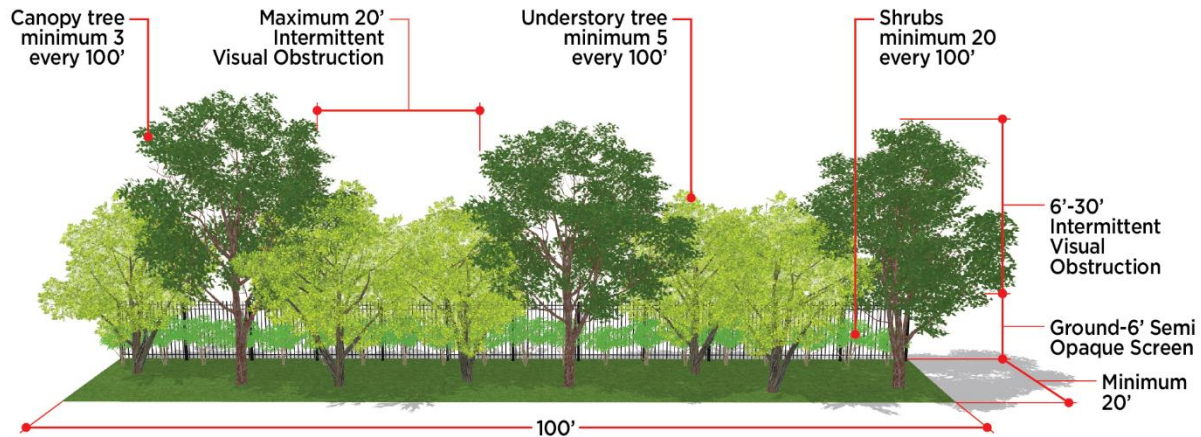 Canopy tree
minimum 3
every 100’
Maximum 20’
Intermittent
Visual Obstruction
Understory tree
minimum 5
every 100’
Shrubs
minimum 20
every 100’
6’-30’
Intermittent
Visual
Obstruction
Ground-6’ Semi
Opaque Screen
Minimum
20’
100’